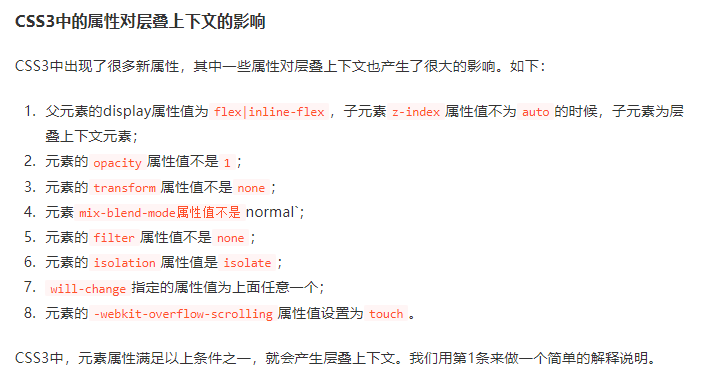 CSS3中的属性对层叠上下文的影响
CSS3中出现了很多新属性，其中一些属性对层叠上下文也产生了很大的影响。如下：
1. 父元素的display属性值为 flex|inline-flex ，子元素 z-index 属性值不为 auto 的时候，子元素为层
叠上下文元素；
2. 元素的 opacity 属性值不是 1 ；
3. 元素的 transform 属性值不是 none ；
4. 元素 mix-blend-mode属性值不是 normal`;
5. 元素的 filter 属性值不是 none ；
6. 元素的 isolation 属性值是 isolate ；
7. will-change 指定的属性值为上面任意一个；
8. 元素的 -webkit-overflow-scrolling 属性值设置为 touch 。
CSS3中，元素属性满足以上条件之一，就会产生层叠上下文。我们用第1条来做一个简单的解释说明。